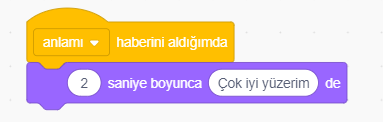 anlamı haberini aldığımda
2 saniye boyunca Çok iyi yüzerim de